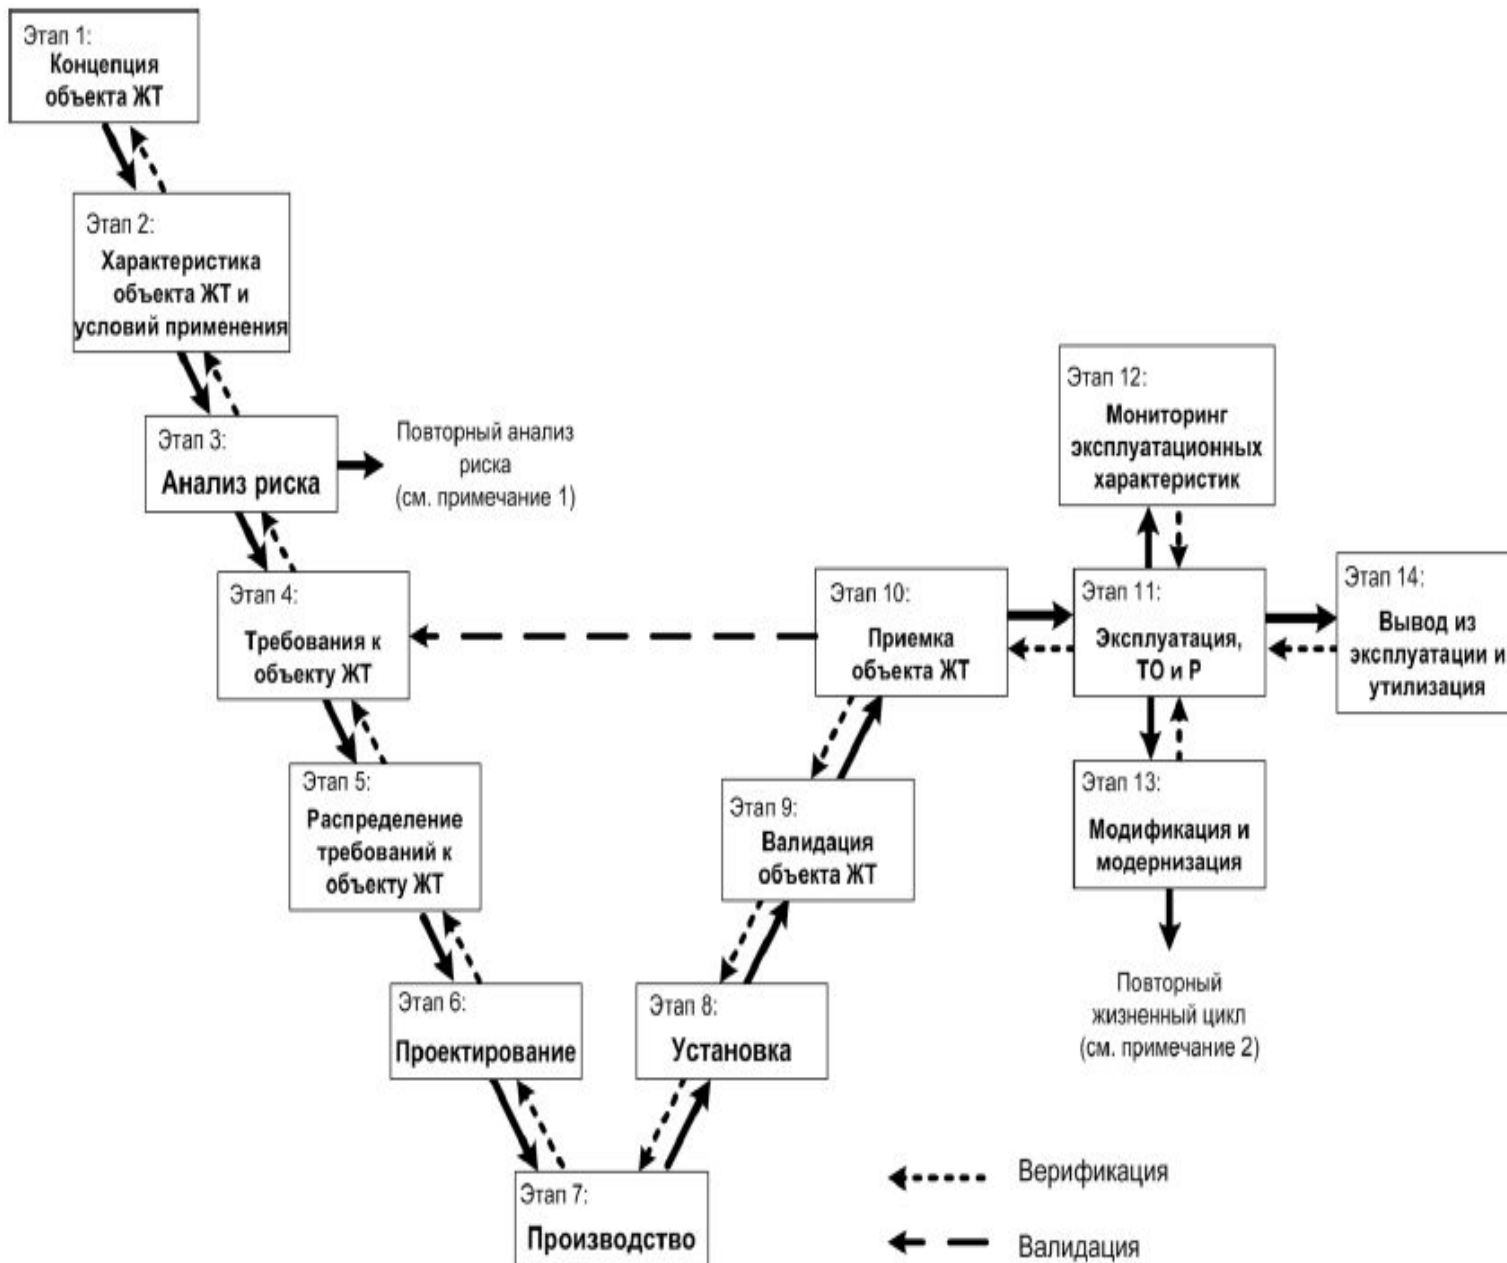 Этап 1:
Концепция
объекта ЖТ
Этап 2:
Характеристика
объекта ЖТ и
условий применения
Этап 3:
Анализ риска
Повторный анализ
риска
(см. примечание 1)
Этап 4:
Требования к
объекту ЖТ
Этап 5:
Распределение
требований к
объекту ЖТ
Этап 6:
Проектирование
Этап 7:
Производство
Этап 8:
Установка
Этап 9:
Валидация
объекта ЖТ
Этап 10:
Приемка
объекта ЖТ
Этап 11:
Эксплуатация,
ТО и Р
Этап 12:
Мониторинг
эксплуатационных
характеристик
Этап 13:
Модификация и
модернизация
Повторный
жизненный цикл
(см. примечание 2)
Этап 14:
Вывод из
эксплуатации и
утилизация
Верификация
Валидация